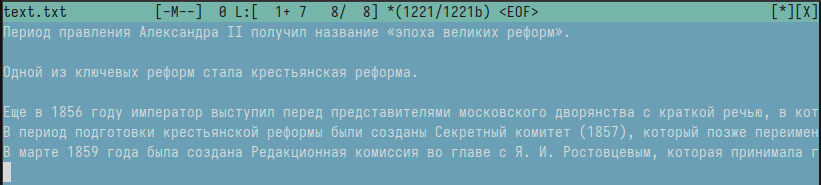 text.txt [-M--] 0 L:[ 1+ 7 8/ 8] *(1221/1221b) <EOF> [*][X]
Период правления Александра II получил название «эпоха великих реформ».
Одной из ключевых реформ стала крестьянская реформа.
Еще в 1856 году император выступил перед представителями московского дворянства с краткой речью, в кот
В период подготовки крестьянской реформы были созданы Секретный комитет (1857), который позже переимен
В марте 1859 года была создана Редакционная комиссия во главе с Я. И. Ростовцевым, которая принимала г